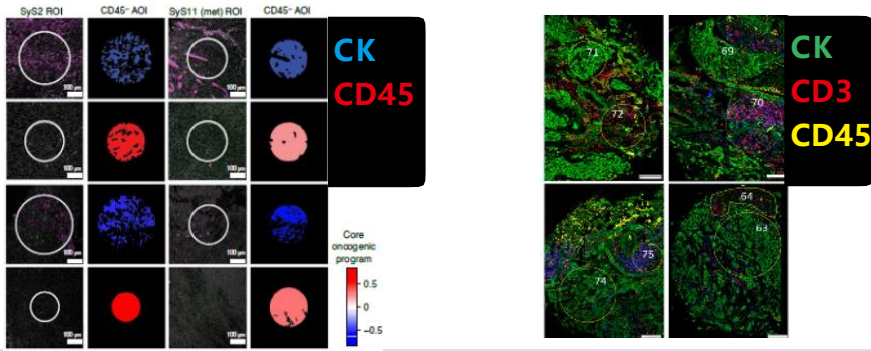 SyS2 ROI CD45⁻ AOI SyS11 (met) ROI CD45⁻ AOI
100 µm 100 µm
100 µm 100 µm
100 µm 100 µm
100 µm 100 µm
CK
CD45
Core
oncogenic
program
0.5
0
−0.5
71 69
72 70
64
63
75
74
CK
CD3
CD45